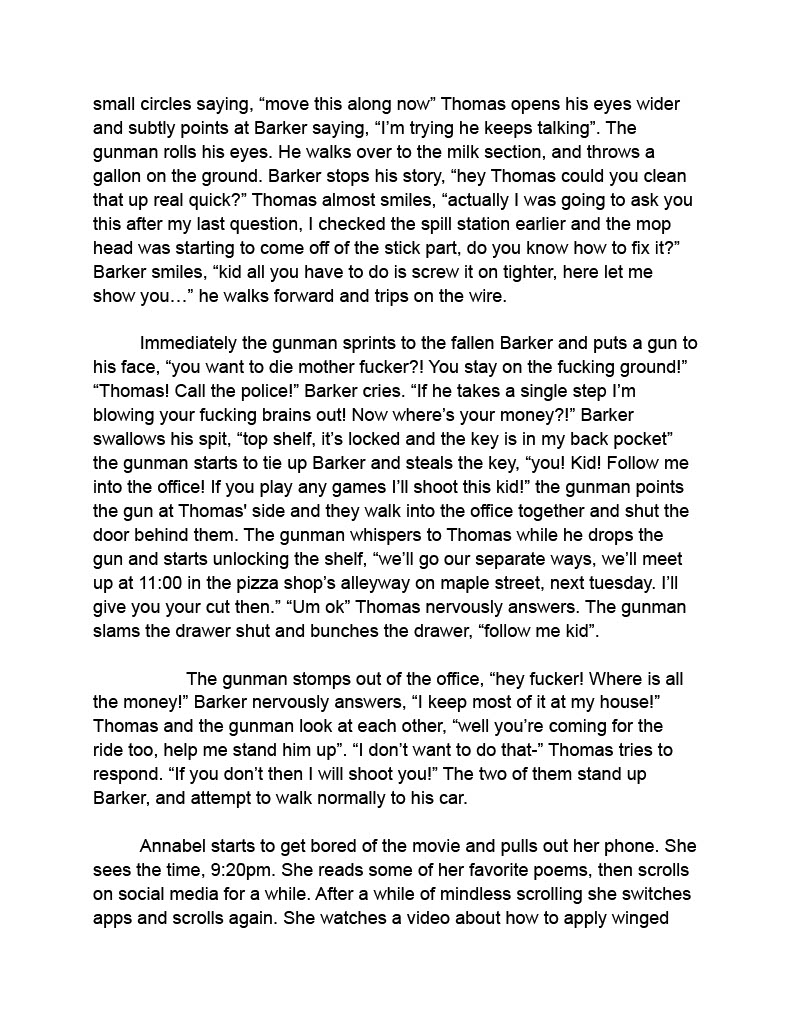 small circles saying, “move this along now” Thomas opens his eyes wider
and subtly points at Barker saying, “I’m trying he keeps talking”. The
gunman rolls his eyes. He walks over to the milk section, and throws a
gallon on the ground. Barker stops his story, “hey Thomas could you clean
that up real quick?” Thomas almost smiles, “actually I was going to ask you
this after my last question, I checked the spill station earlier and the mop
head was starting to come off of the stick part, do you know how to fix it?”
Barker smiles, “kid all you have to do is screw it on tighter, here let me
show you…” he walks forward and trips on the wire.
Immediately the gunman sprints to the fallen Barker and puts a gun to
his face, “you want to die mother fucker?! You stay on the fucking ground!”
“Thomas! Call the police!” Barker cries. “If he takes a single step I’m
blowing your fucking brains out! Now where’s your money?!” Barker
swallows his spit, “top shelf, it’s locked and the key is in my back pocket”
the gunman starts to tie up Barker and steals the key, “you! Kid! Follow me
into the office! If you play any games I’ll shoot this kid!” the gunman points
the gun at Thomas' side and they walk into the office together and shut the
door behind them. The gunman whispers to Thomas while he drops the
gun and starts unlocking the shelf, “we’ll go our separate ways, we’ll meet
up at 11:00 in the pizza shop’s alleyway on maple street, next tuesday. I’ll
give you your cut then.” “Um ok” Thomas nervously answers. The gunman
slams the drawer shut and bunches the drawer, “follow me kid”.
The gunman stomps out of the office, “hey fucker! Where is all
the money!” Barker nervously answers, “I keep most of it at my house!”
Thomas and the gunman look at each other, “well you’re coming for the
ride too, help me stand him up”. “I don’t want to do that-” Thomas tries to
respond. “If you don’t then I will shoot you!” The two of them stand up
Barker, and attempt to walk normally to his car.
Annabel starts to get bored of the movie and pulls out her phone. She
sees the time, 9:20pm. She reads some of her favorite poems, then scrolls
on social media for a while. After a while of mindless scrolling she switches
apps and scrolls again. She watches a video about how to apply winged